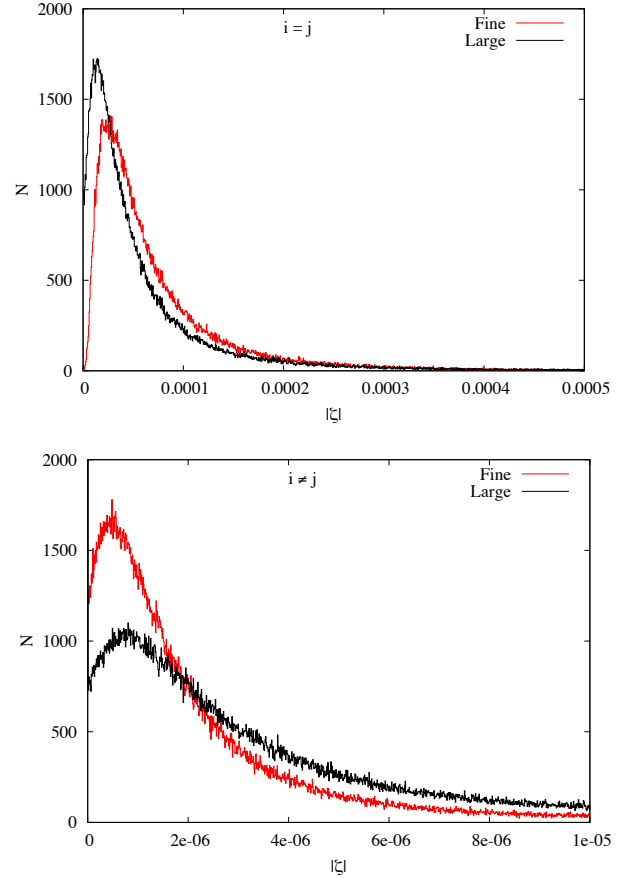 2000
i = j
Fine
Large
1500
N
1000
500
0
0 0.0001 0.0002 0.0003 0.0004 0.0005
|ζ|
2000
i ≠ j
Fine
Large
1500
N
1000
500
0
0 2e-06 4e-06 6e-06 8e-06 1e-05
|ζ|